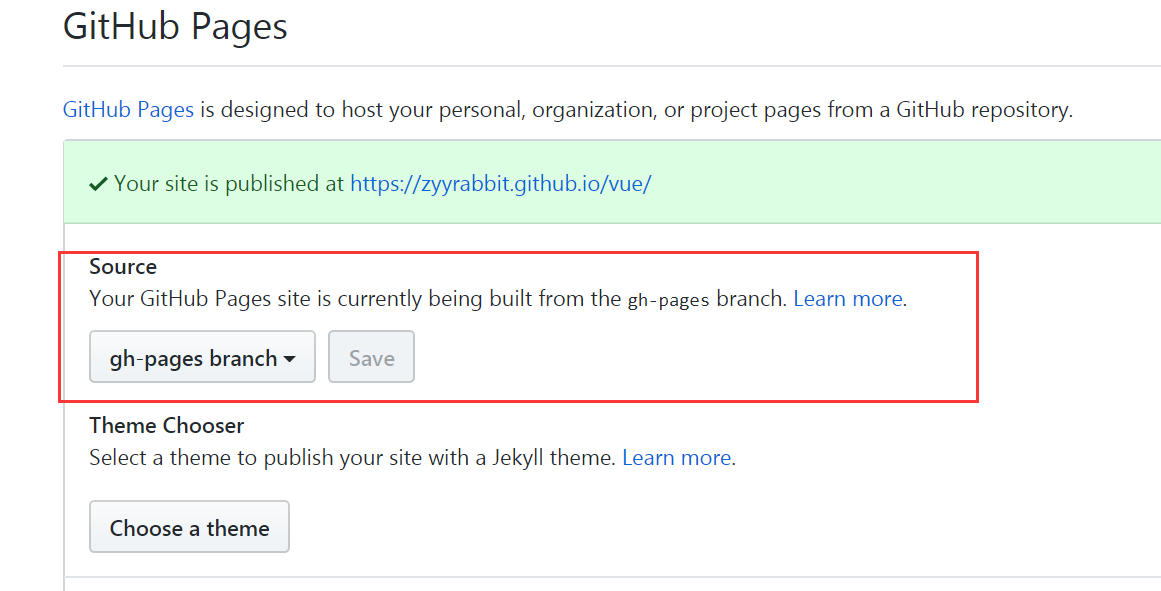 GitHub Pages
GitHub Pages is designed to host your personal, organization, or project pages from a GitHub repository.
Your site is published at https://zyyrabbit.github.io/vue/
Source
Your GitHub Pages site is currently being built from the gh-pages branch. Learn more.
gh-pages branch
Save
Theme Chooser
Select a theme to publish your site with a Jekyll theme. Learn more.
Choose a theme